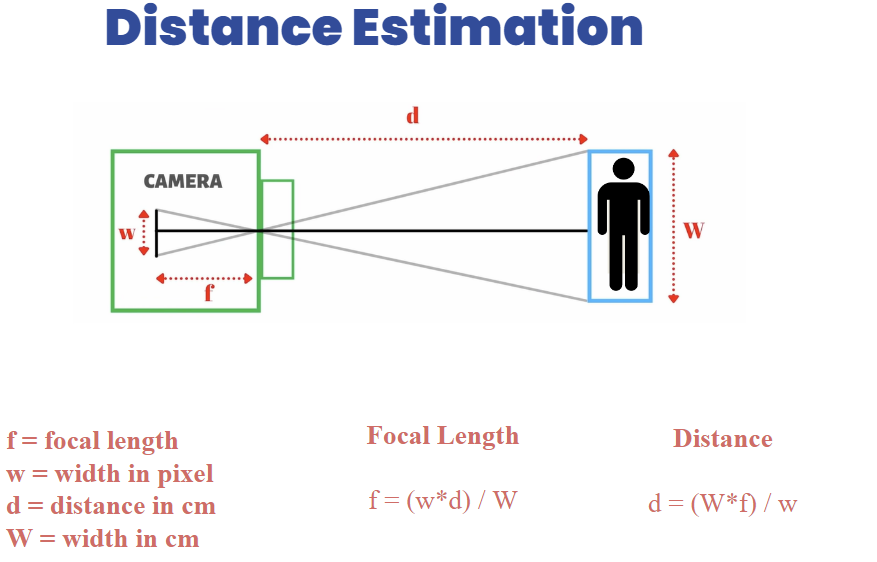 Distance Estimation
d
CAMERA
w
W
f
f = focal length
w = width in pixel
d = distance in cm
W = width in cm
Focal Length
f = (w*d) / W
Distance
d = (W*f) / w